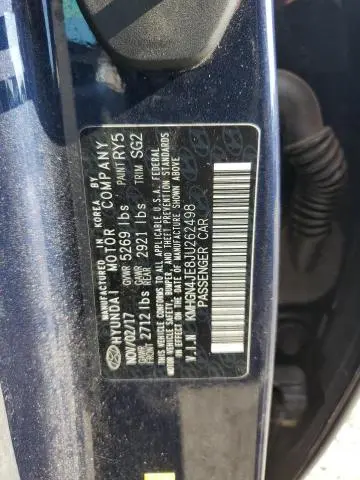 MANUFACTURED IN KOREA BY
HYUNDAI MOTOR COMPANY
NOV/02/17 GVWR 5269 lbs PAINT RY5
GAWR FRONT 2712 lbs GAWR REAR 2921 lbs TRIM SG2
THIS VEHICLE CONFORMS TO ALL APPLICABLE U.S.A. FEDERAL
MOTOR VEHICLE SAFETY, BUMPER, AND THEFT PREVENTION STANDARDS
IN EFFECT ON THE DATE OF MANUFACTURE SHOWN ABOVE
V.I.N KMHGN4JE8JU262498
PASSENGER CAR